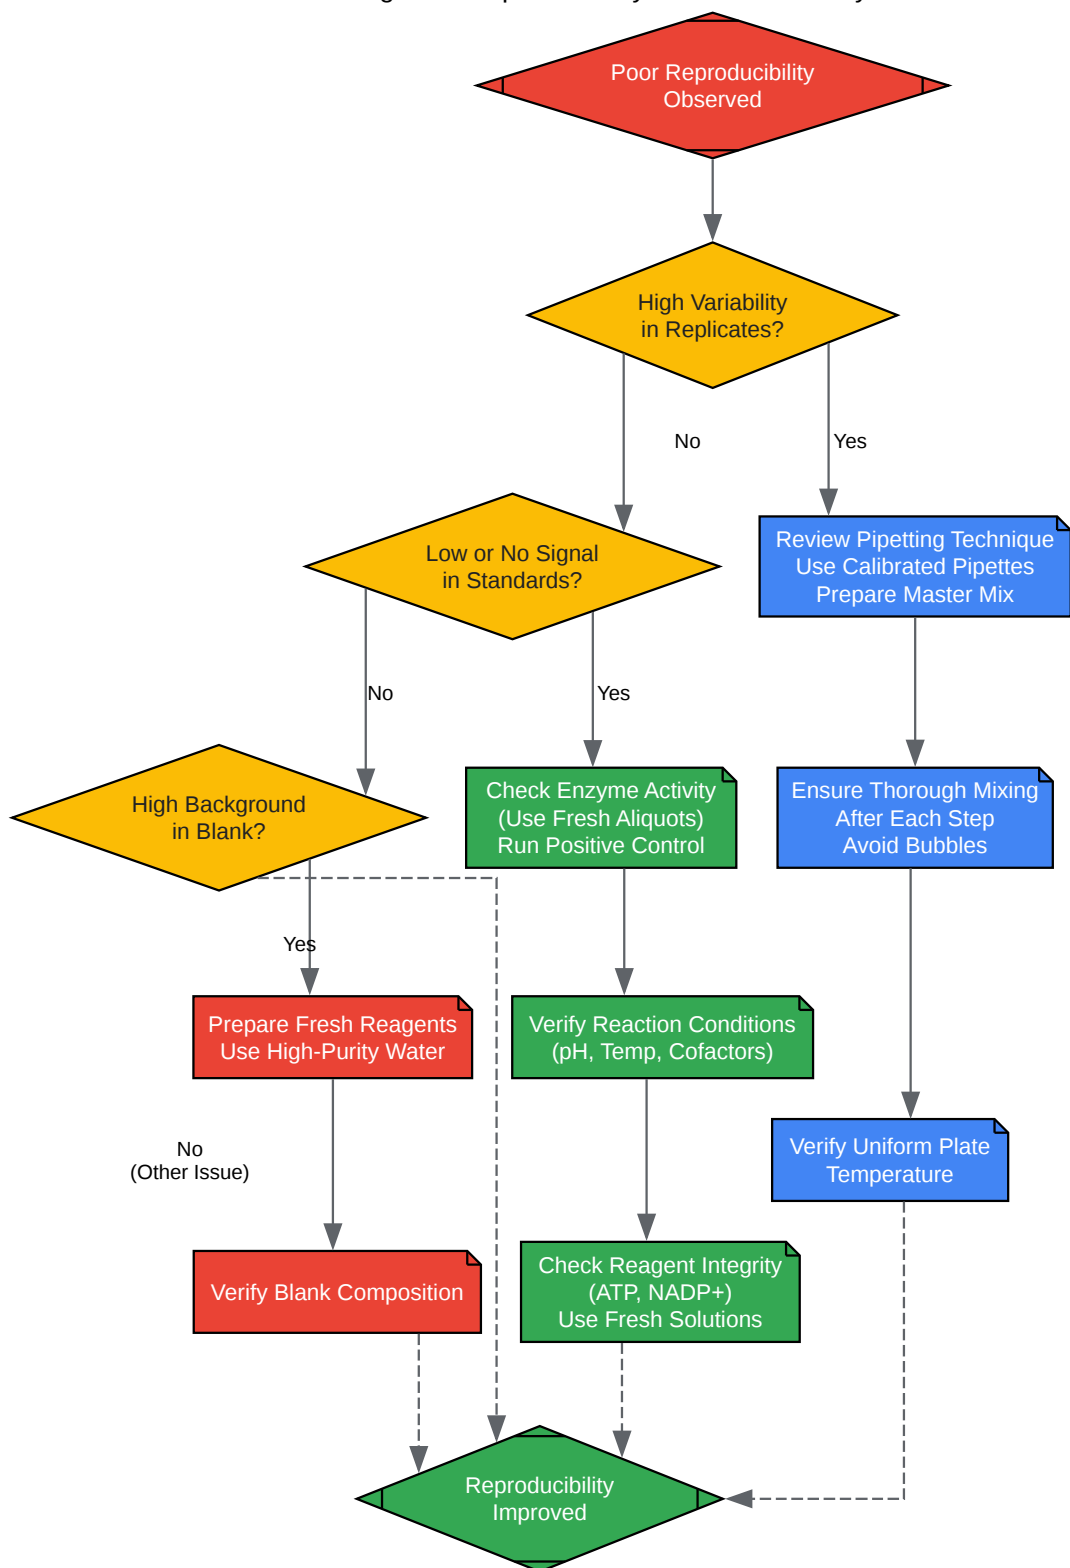 Poor Reproducibility
Observed
High Variability
in Replicates?
No
Yes
Low or No Signal
in Standards?
Review Pipetting Technique
Use Calibrated Pipettes
Prepare Master Mix
No
Yes
High Background
in Blank?
Check Enzyme Activity
(Use Fresh Aliquots)
Run Positive Control
Ensure Thorough Mixing
After Each Step
Avoid Bubbles
Yes
Prepare Fresh Reagents
Use High-Purity Water
Verify Reaction Conditions
(pH, Temp, Cofactors)
No
(Other Issue)
Verify Uniform Plate
Temperature
Verify Blank Composition
Check Reagent Integrity
(ATP, NADP+)
Use Fresh Solutions
Reproducibility
Improved